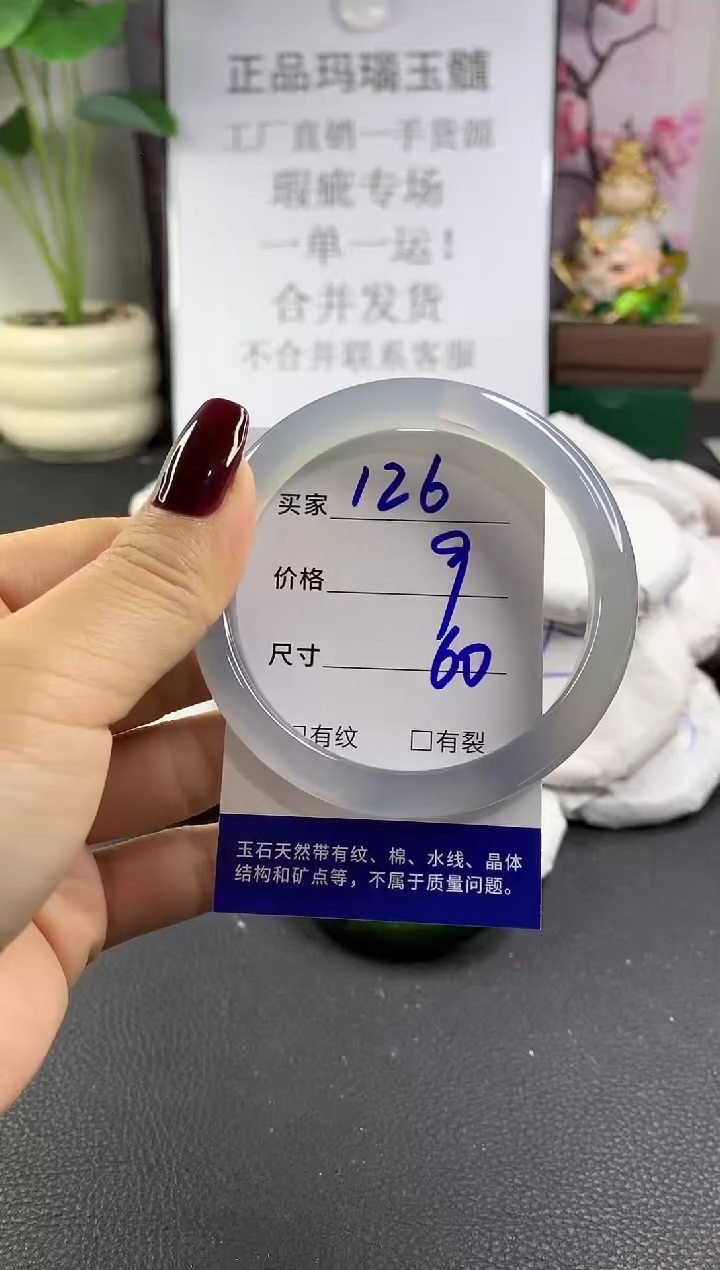 正品玛瑙玉髓
工厂直销一手货源
瑕疵专场
一单一运！
合并发货
不合并联系客服
买家 126
价格 9
尺寸 60
□有纹 □有裂
玉石天然带有纹、棉、水线、晶体
结构和矿点等，不属于质量问题。